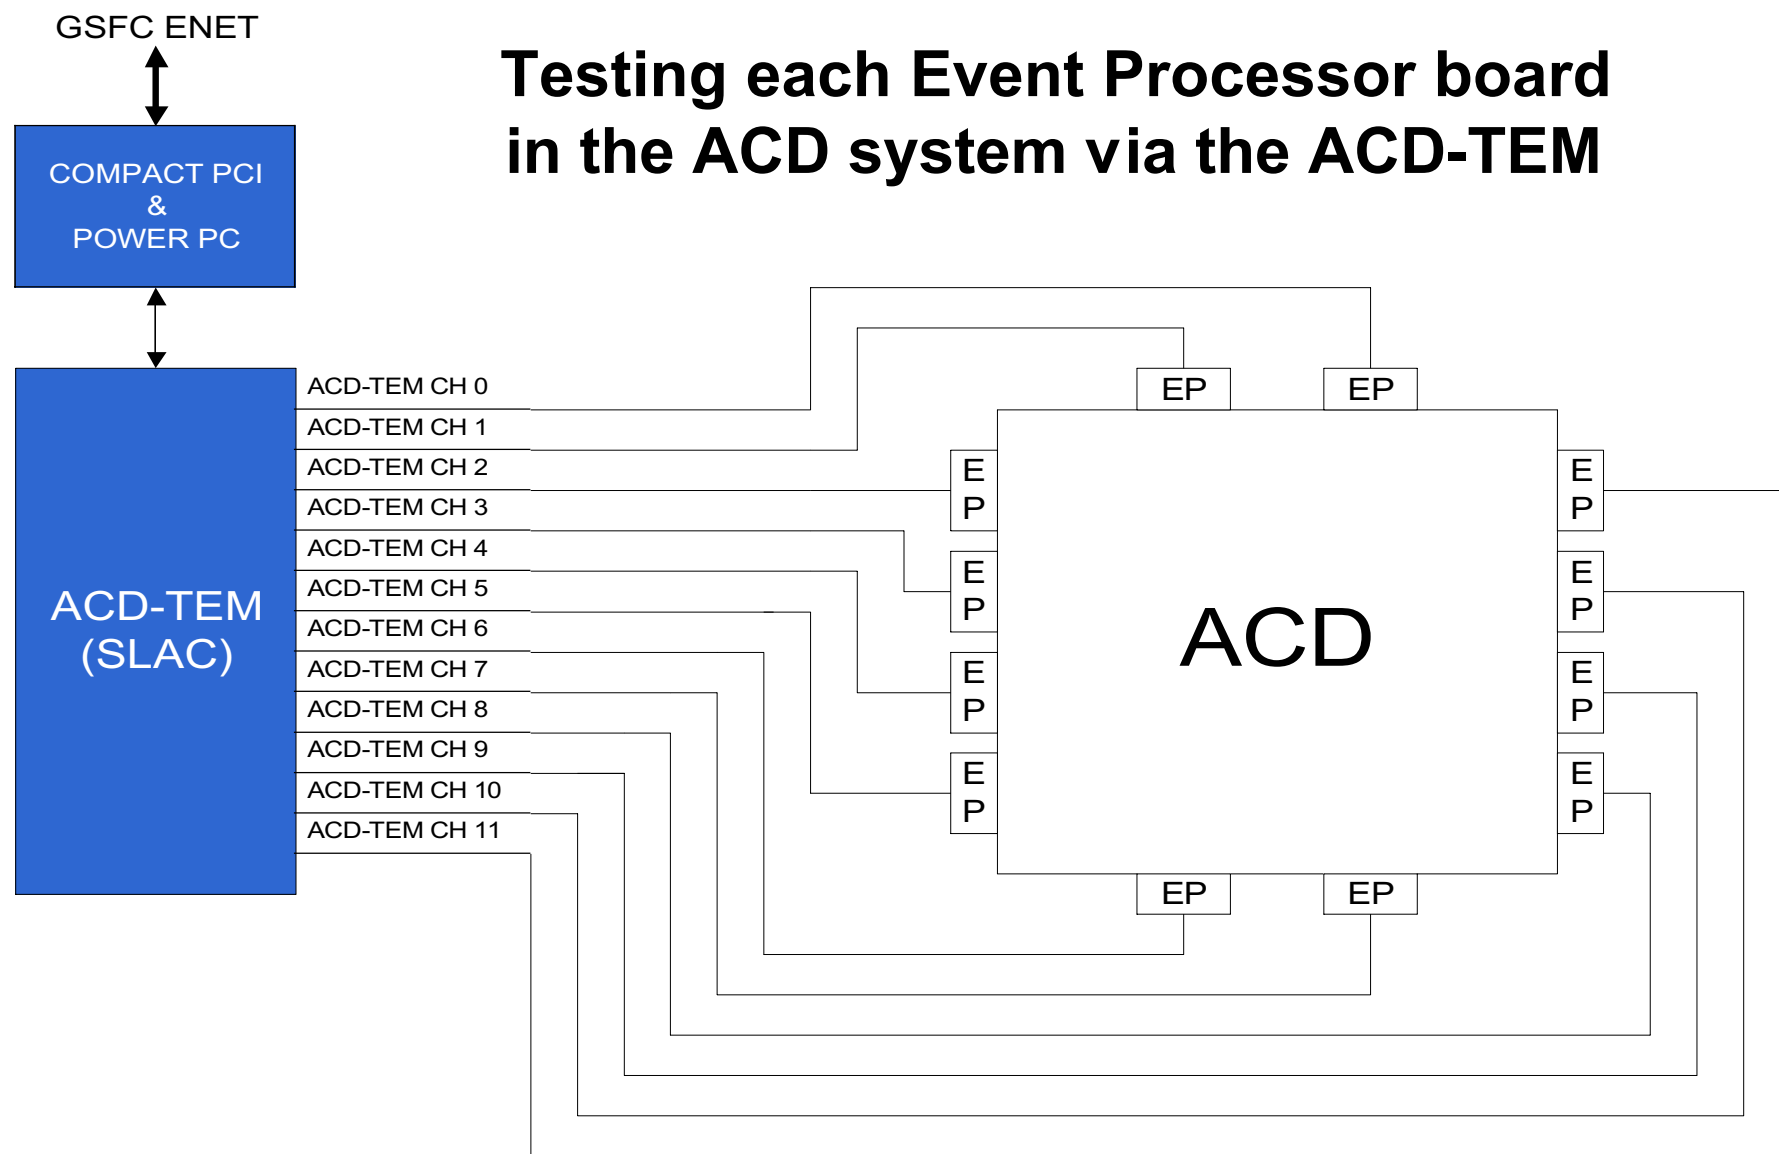 GSFC ENET
Testing each Event Processor board
in the ACD system via the ACD-TEM
COMPACT PCI
&
POWER PC
ACD-TEM
(SLAC)
ACD-TEM CH 0
ACD-TEM CH 1
ACD-TEM CH 2
ACD-TEM CH 3
ACD-TEM CH 4
ACD-TEM CH 5
ACD-TEM CH 6
ACD-TEM CH 7
ACD-TEM CH 8
ACD-TEM CH 9
ACD-TEM CH 10
ACD-TEM CH 11
EP
EP
E
P
E
P
E
P
E
P
ACD
E
P
E
P
E
P
E
P
EP
EP